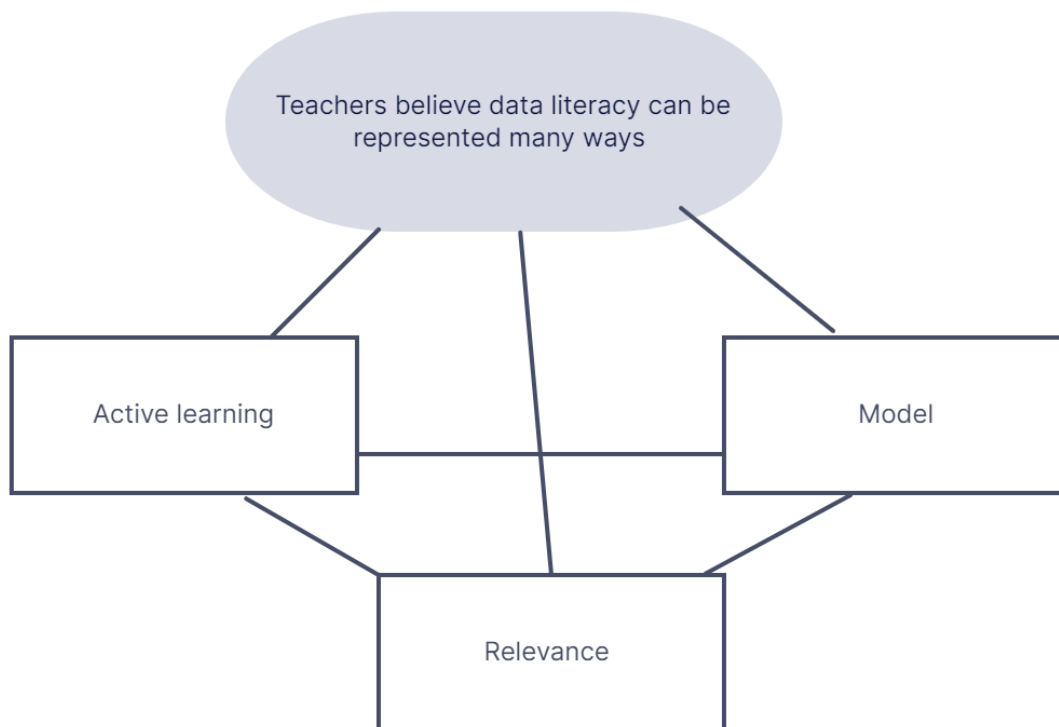 Teachers believe data literacy can be
represented many ways
Active learning
Model
Relevance